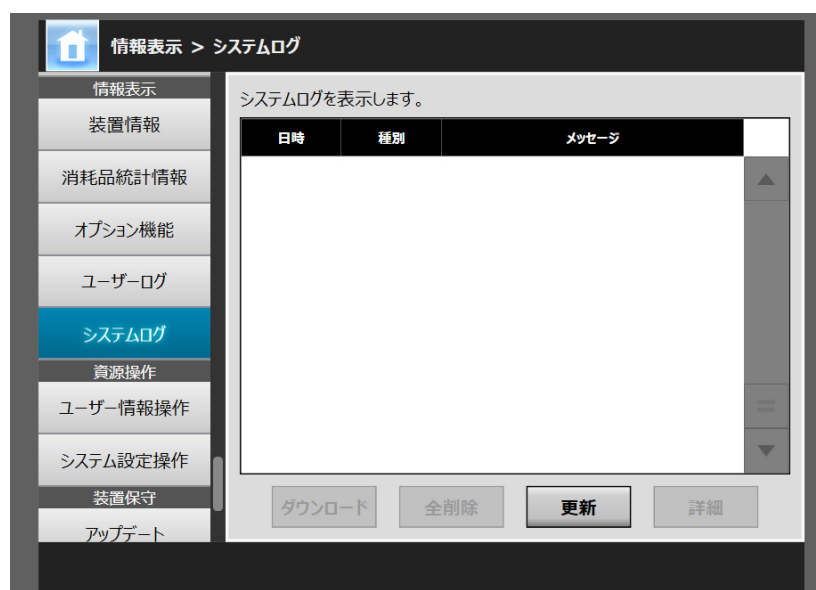 情報表示 > システムログ
情報表示
装置情報
消耗品統計情報
オプション機能
ユーザーログ
システムログ
資源操作
ユーザー情報操作
システム設定操作
装置保守
アップデート
システムログを表示します。
日時 種別 メッセージ
ダウンロード 全削除 更新 詳細